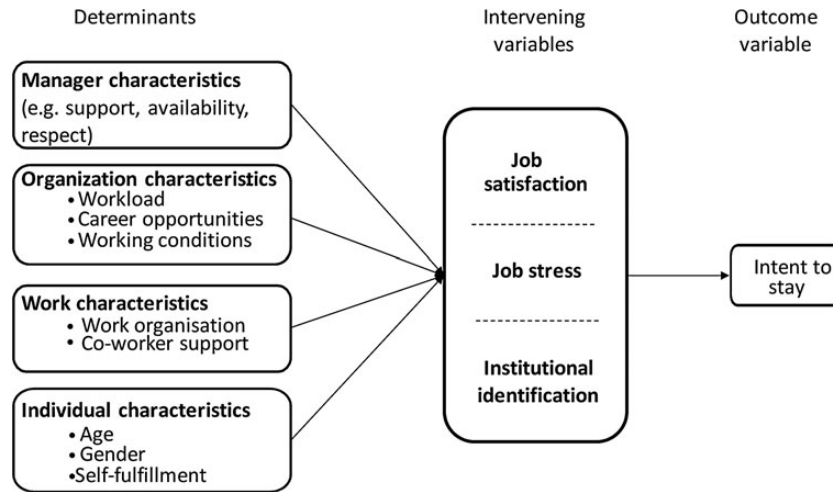 Determinants
Intervening
variables
Outcome
variable
Manager characteristics
(e.g. support, availability,
respect)
Organization characteristics
•Workload
•Career opportunities
•Working conditions
Work characteristics
• Work organisation
• Co-worker support
Individual characteristics
• Age
• Gender
•Self-fulfillment
Job
satisfaction
Job stress
Institutional
identification
Intent to
stay